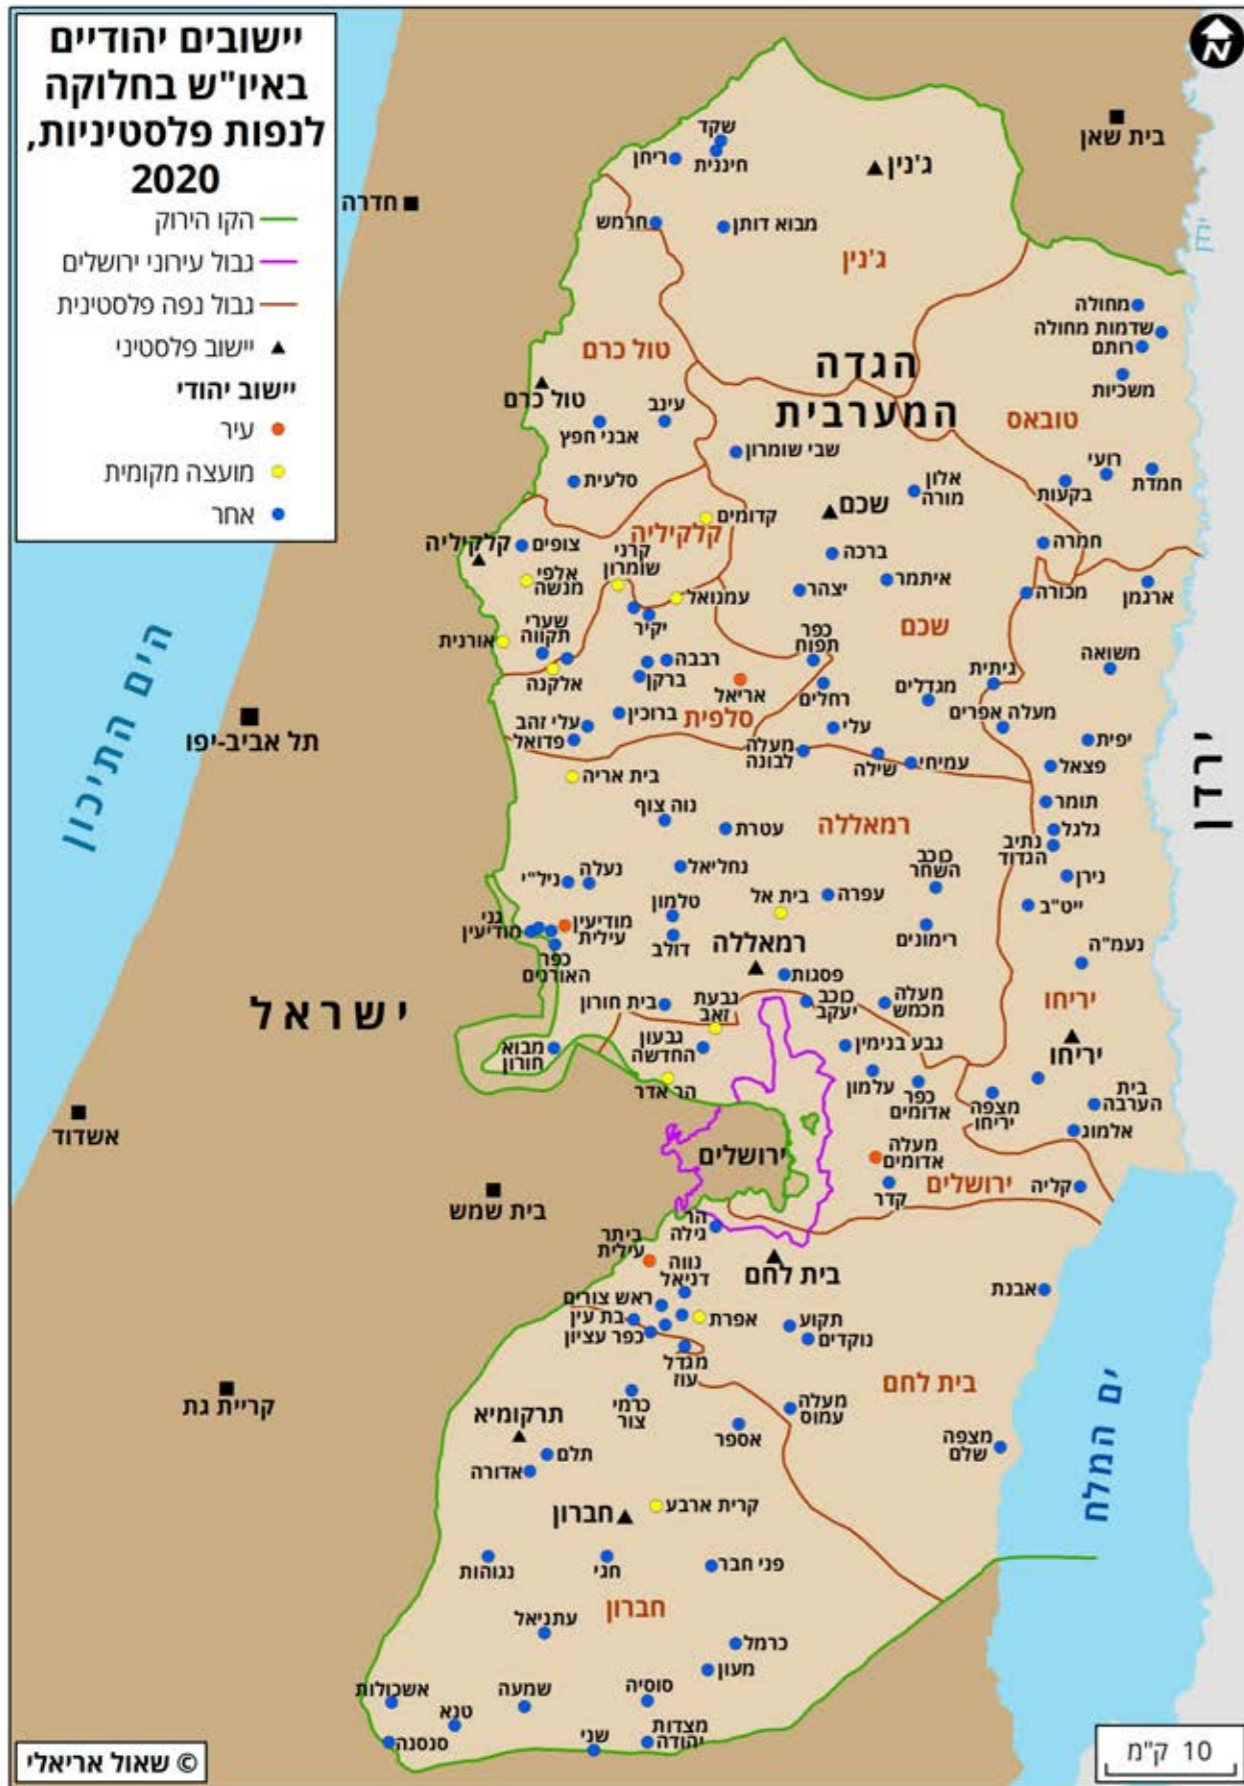 יישובים יהודיים
באיו"ש בחלוקה
לנפות פלסטיניות,
2020
הקו הירוק
גבול עירוני ירושלים
גבול נפה פלסטינית
יישוב פלסטיני
יישוב יהודי
עיר
מועצה מקומית
אחר
N
בית שאן
חדרה
ירדן
שקד
ריחן
חיננית
ג'נין
חרמש
מבוא דותן
ג'נין
מחולה
שדמות מחולה
רותם
משכיות
טול כרם
הגדה
המערבית
טובאס
טול כרם
עינב
אבני חפץ
שבי שומרון
סלעית
אלון
מורה
רועי
בקעות
חמדת
שכם
קדומים
קלקיליה
קלקיליה
צופים
קרני
שומרון
ברכה
חמרה
אלפי
מנשה
עמנואל
יצהר
איתמר
מכורה
ארגמן
יקיר
שערי
תקווה
אורנית
כפר
תפוח
שכם
אלקנה
רבבה
ברקן
אריאל
רחלים
מגדלים
גיתית
משואה
ברוכין
סלפית
עלי זהב
פדואל
עלי
מעלה אפרים
יפית
מעלה
לבונה
שילה
עמיחי
פצאל
הים התיכון
תל אביב-יפו
ירדן
בית אריה
נוה צוף
עטרת
רמאללה
תומר
גלגל
נתיב
הגדוד
נחליאל
כוכב
השחר
נירן
ניל"י
נעלה
טלמון
בית אל
עפרה
ייט"ב
גני
מודיעין
מודיעין
עילית
דולב
רימונים
נעמ"ה
כפר
האורנים
רמאללה
פסגות
יריחו
ישראל
בית חורון
גבעת
זאב
כוכב
יעקב
מעלה
מכמש
יריחו
מבוא
חורון
גבעון
החדשה
גבע בנימין
הר אדר
עלמון
כפר
אדומים
מצפה
יריחו
בית
הערבה
אלמוג
אשדוד
ירושלים
מעלה
אדומים
ירושלים
קדר
קליה
בית שמש
הר
גילה
ביתר
עילית
בית לחם
נווה
דניאל
אבנת
ראש צורים
בת עין
אפרת
תקוע
נוקדים
כפר עציון
מגדל
עוז
בית לחם
ים המלח
קריית גת
כרמי
צור
מעלה
עמוס
תרקומיא
אספר
מצפה
שלם
תלם
אדורה
קרית ארבע
חברון
נגוהות
חגי
פני חבר
חברון
עתניאל
כרמל
מעון
אשכולות
שמעה
סוסיה
טנא
סנסנה
שני
מצדות
יהודה
© שאול אריאלי
10 ק"מ